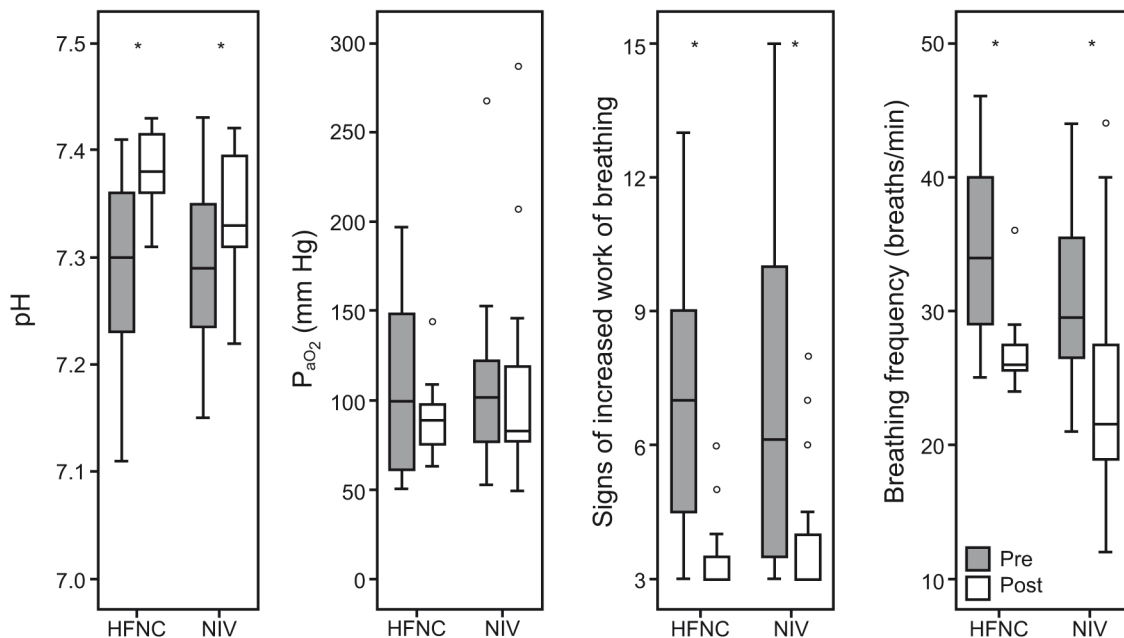 pH
7.5
7.4
7.3
7.2
7.1
7.0
* *
HFNC NIV
PaO2 (mm Hg)
300
250
200
150
100
50
0
HFNC NIV
Signs of increased work of breathing
15
12
9
6
3
* *
HFNC NIV
Breathing frequency (breaths/min)
50
40
30
20
10
* *
Pre
Post
HFNC NIV